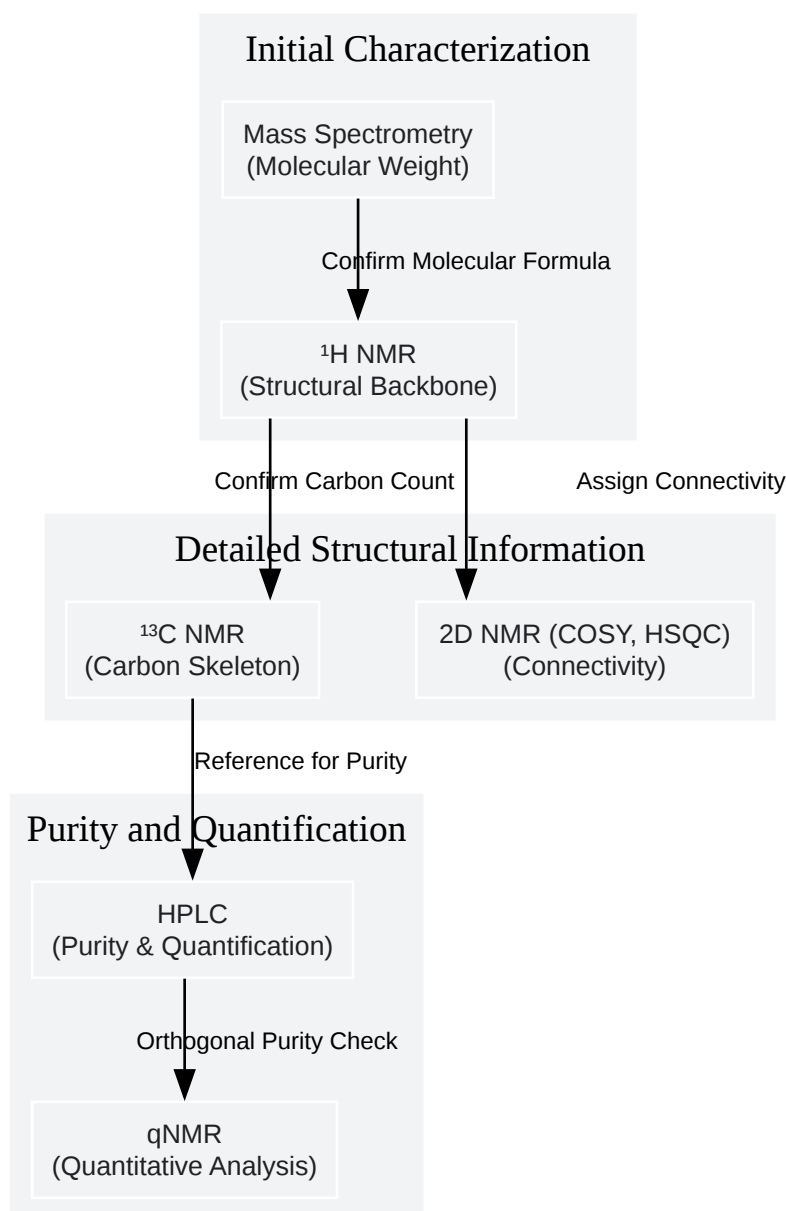 Initial Characterization
Mass Spectrometry
(Molecular Weight)
Confirm Molecular Formula
¹H NMR
(Structural Backbone)
Confirm Carbon Count
Assign Connectivity
Detailed Structural Information
¹³C NMR
(Carbon Skeleton)
2D NMR (COSY, HSQC)
(Connectivity)
Reference for Purity
Purity and Quantification
HPLC
(Purity & Quantification)
Orthogonal Purity Check
qNMR
(Quantitative Analysis)